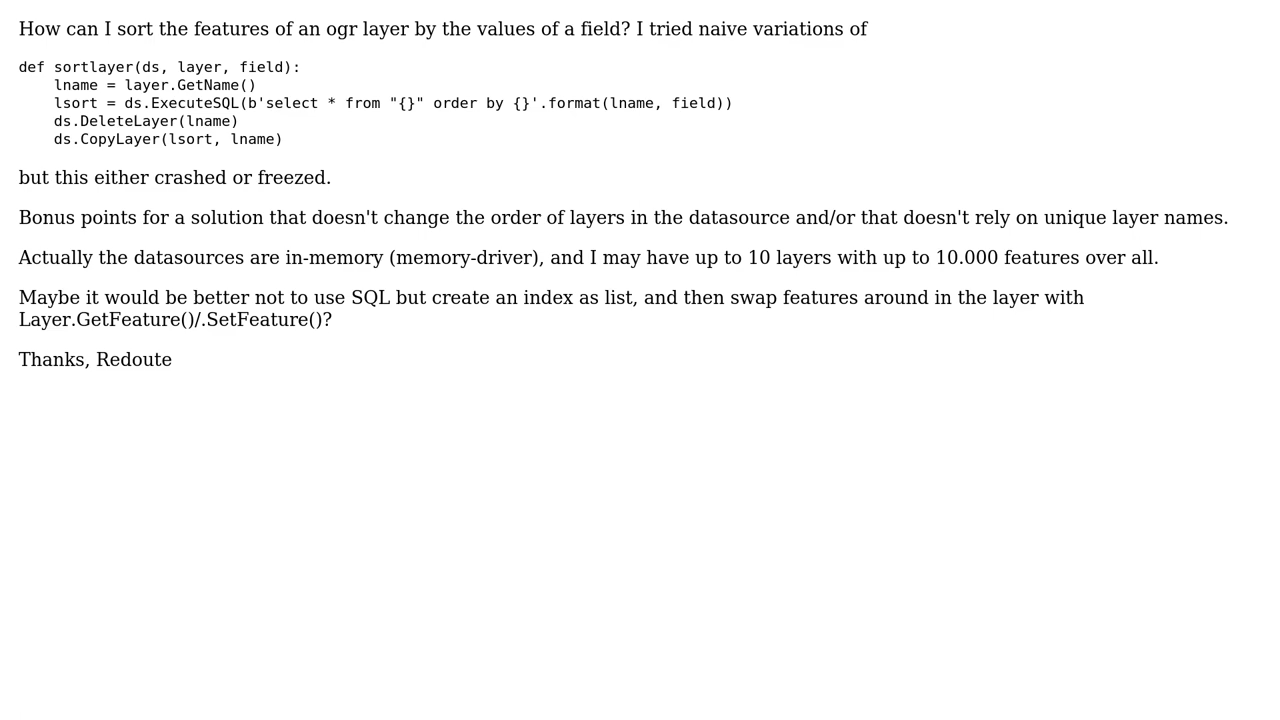 How can I sort the features of an ogr layer by the values of a field? I tried naive variations of
def sortlayer(ds, layer, field):
    lname = layer.GetName()
    lsort = ds.ExecuteSQL(b'select * from "{}" order by {}'.format(lname, field))
    ds.DeleteLayer(lname)
    ds.CopyLayer(lsort, lname)
but this either crashed or freezed.
Bonus points for a solution that doesn't change the order of layers in the datasource and/or that doesn't rely on unique layer names.
Actually the datasources are in-memory (memory-driver), and I may have up to 10 layers with up to 10.000 features over all.
Maybe it would be better not to use SQL but create an index as list, and then swap features around in the layer with
Layer.GetFeature()/.SetFeature()?
Thanks, Redoute